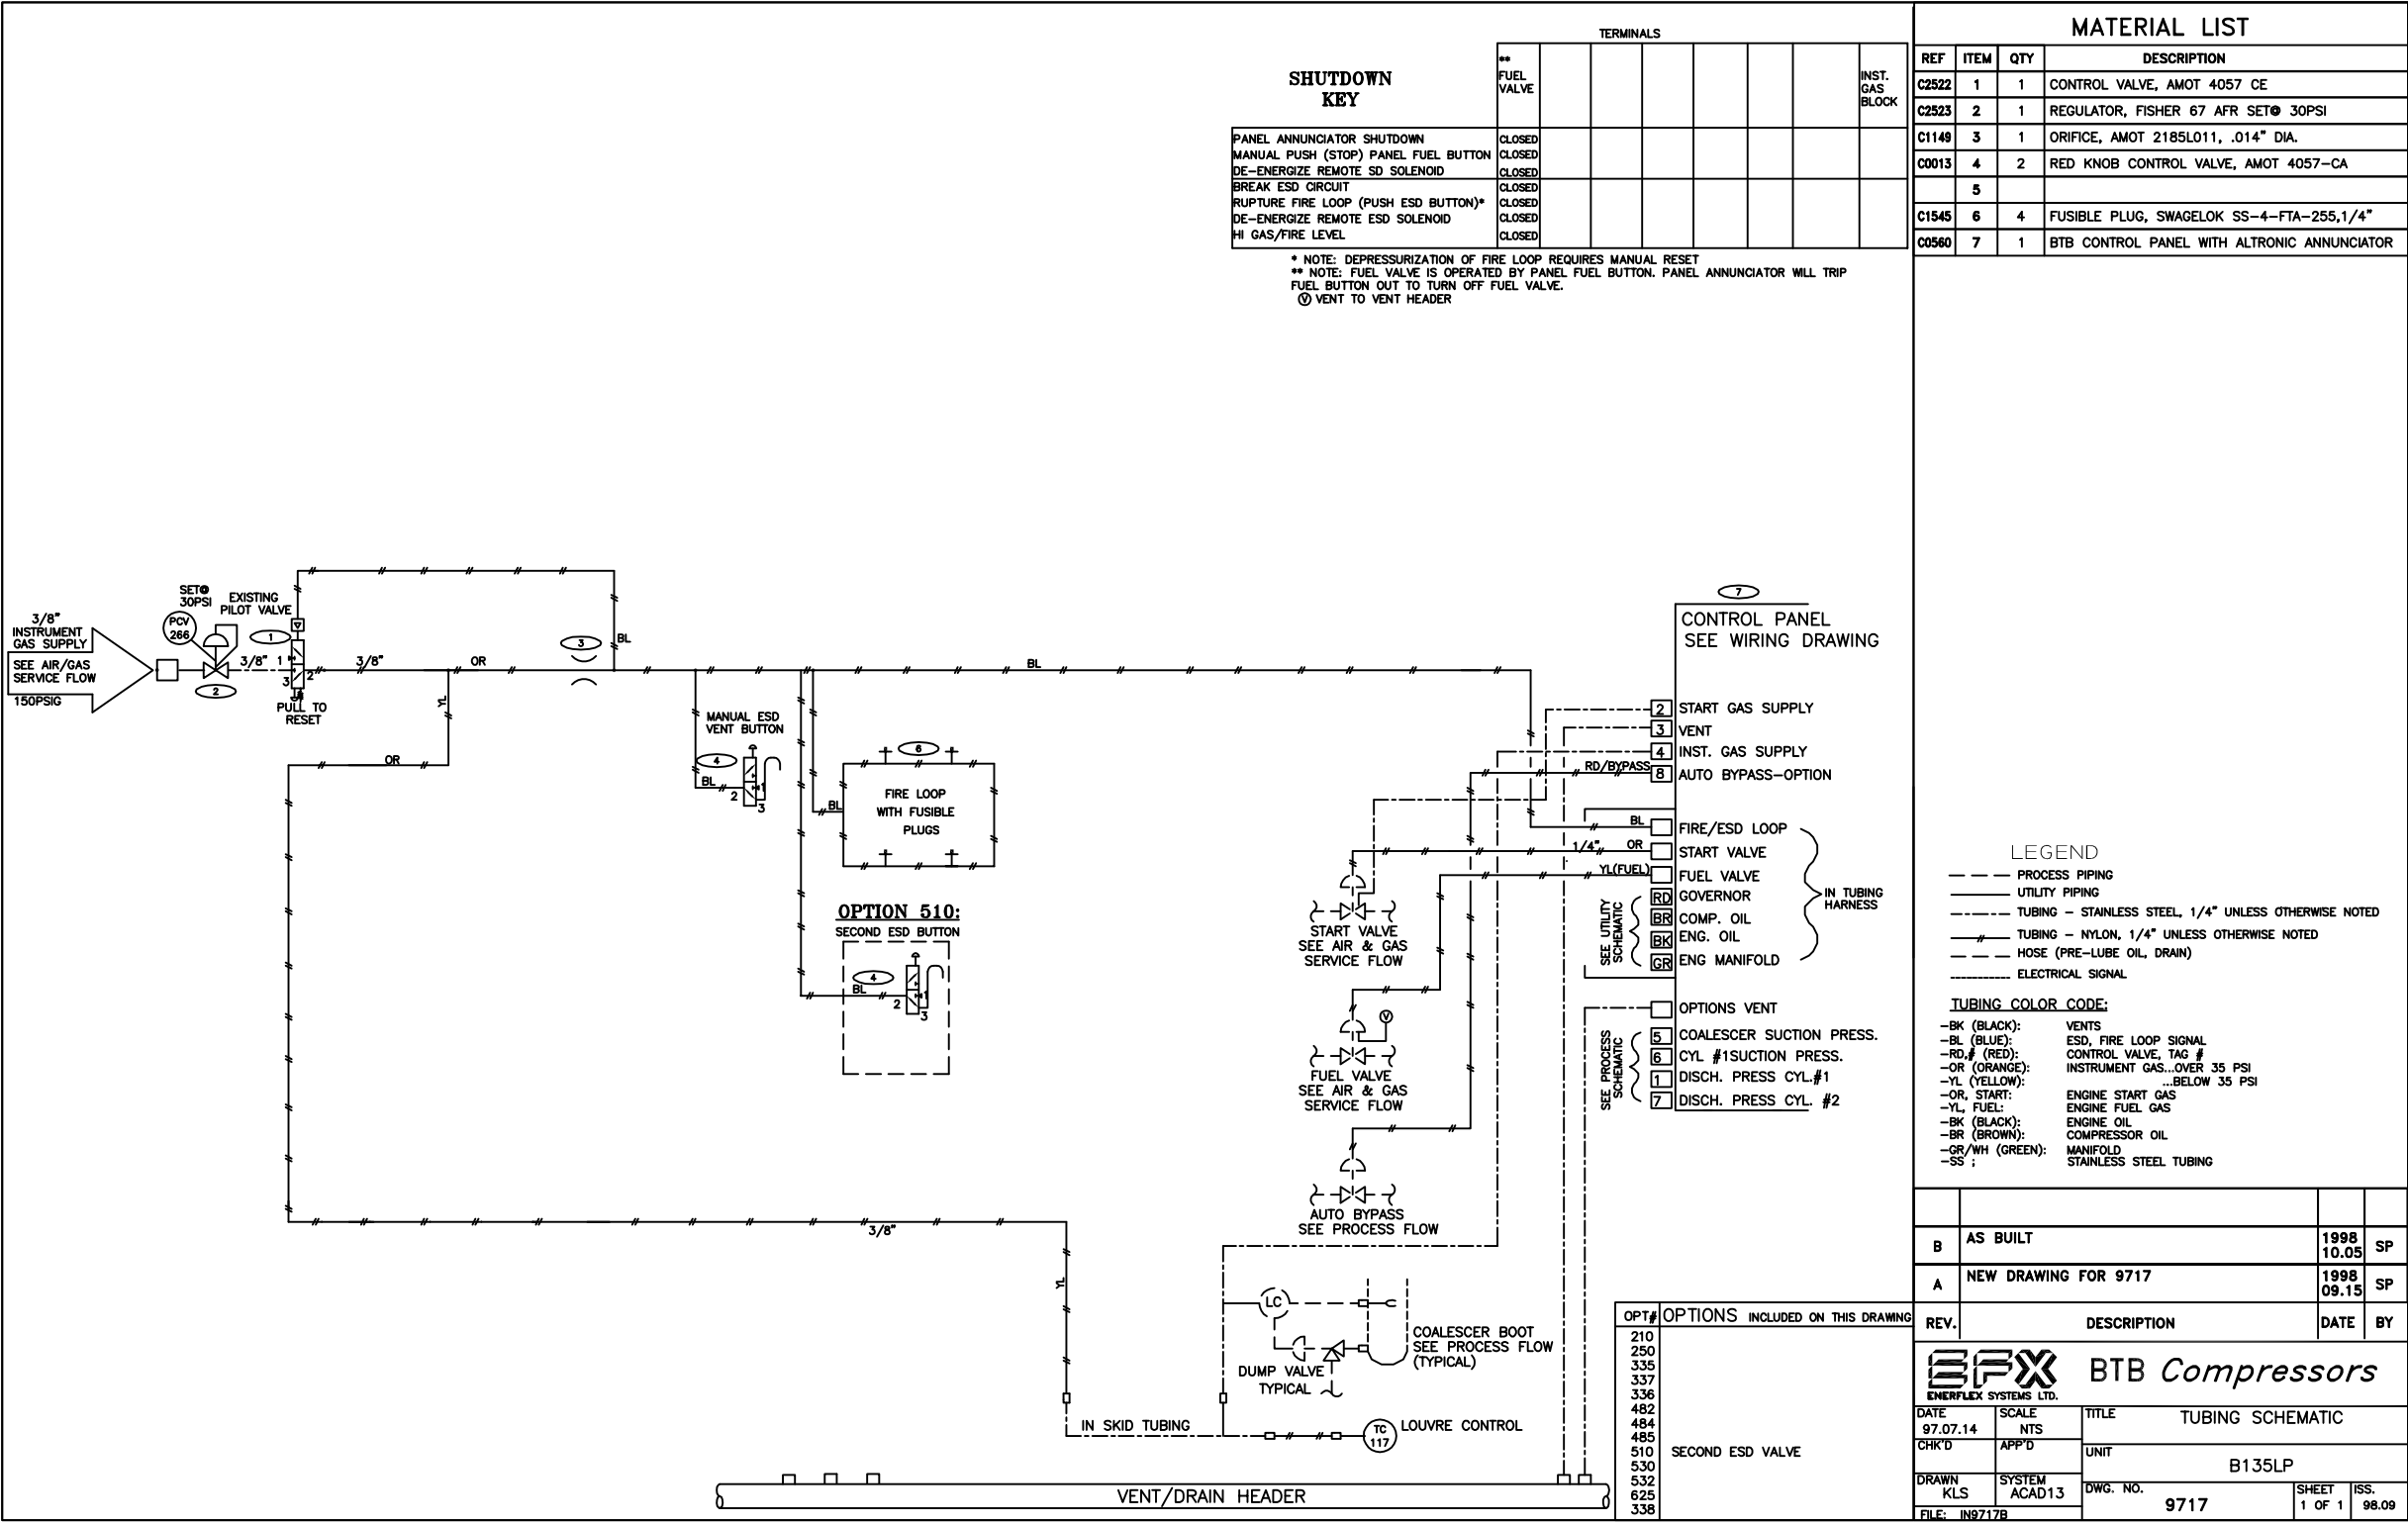 TERMINALS
SHUTDOWN
KEY
**
FUEL
VALVE
INST.
GAS
BLOCK
PANEL ANNUNCIATOR SHUTDOWN CLOSED
MANUAL PUSH (STOP) PANEL FUEL BUTTON CLOSED
DE-ENERGIZE REMOTE SD SOLENOID CLOSED
BREAK ESD CIRCUIT CLOSED
RUPTURE FIRE LOOP (PUSH ESD BUTTON)* CLOSED
DE-ENERGIZE REMOTE ESD SOLENOID CLOSED
HI GAS/FIRE LEVEL CLOSED
* NOTE: DEPRESSURIZATION OF FIRE LOOP REQUIRES MANUAL RESET
** NOTE: FUEL VALVE IS OPERATED BY PANEL FUEL BUTTON. PANEL ANNUNCIATOR WILL TRIP
FUEL BUTTON OUT TO TURN OFF FUEL VALVE.
V VENT TO VENT HEADER
MATERIAL LIST
REF ITEM QTY DESCRIPTION
C2522 1 1 CONTROL VALVE, AMOT 4057 CE
C2523 2 1 REGULATOR, FISHER 67 AFR SET@ 30PSI
C1149 3 1 ORIFICE, AMOT 2185L011, .014" DIA.
C0013 4 2 RED KNOB CONTROL VALVE, AMOT 4057-CA
5
C1545 6 4 FUSIBLE PLUG, SWAGELOK SS-4-FTA-255,1/4"
C0560 7 1 BTB CONTROL PANEL WITH ALTRONIC ANNUNCIATOR
3/8"
INSTRUMENT
GAS SUPPLY
SEE AIR/GAS
SERVICE FLOW
150PSIG
SET@
30PSI
PCV
266
EXISTING
PILOT VALVE
1
2
3/8"
1
2
3
PULL TO
RESET
3/8"
OR
YL
OR
3
BL
BL
MANUAL ESD
VENT BUTTON
4
BL
2
1
3
BL
6
FIRE LOOP
WITH FUSIBLE
PLUGS
OPTION 510:
SECOND ESD BUTTON
4
BL
2
1
3
3/8"
YL
IN SKID TUBING
TC
117
LOUVRE CONTROL
VENT/DRAIN HEADER
7
CONTROL PANEL
SEE WIRING DRAWING
2 START GAS SUPPLY
3 VENT
4 INST. GAS SUPPLY
RD/BYPASS 8 AUTO BYPASS-OPTION
BL FIRE/ESD LOOP
1/4" OR START VALVE
YL(FUEL) FUEL VALVE
RD GOVERNOR
BR COMP. OIL
BK ENG. OIL
GR ENG MANIFOLD
SEE UTILITY
SCHEMATIC
IN TUBING
HARNESS
OPTIONS VENT
5 COALESCER SUCTION PRESS.
6 CYL #1SUCTION PRESS.
1 DISCH. PRESS CYL.#1
7 DISCH. PRESS CYL. #2
SEE PROCESS
SCHEMATIC
START VALVE
SEE AIR & GAS
SERVICE FLOW
V
FUEL VALVE
SEE AIR & GAS
SERVICE FLOW
AUTO BYPASS
SEE PROCESS FLOW
LC
COALESCER BOOT
SEE PROCESS FLOW
(TYPICAL)
DUMP VALVE
TYPICAL
LEGEND
PROCESS PIPING
UTILITY PIPING
TUBING - STAINLESS STEEL, 1/4" UNLESS OTHERWISE NOTED
TUBING - NYLON, 1/4" UNLESS OTHERWISE NOTED
HOSE (PRE-LUBE OIL, DRAIN)
ELECTRICAL SIGNAL
TUBING COLOR CODE:
-BK (BLACK): VENTS
-BL (BLUE): ESD, FIRE LOOP SIGNAL
-RD,# (RED): CONTROL VALVE, TAG #
-OR (ORANGE): INSTRUMENT GAS...OVER 35 PSI
-YL (YELLOW): ...BELOW 35 PSI
-OR, START: ENGINE START GAS
-YL, FUEL: ENGINE FUEL GAS
-BK (BLACK): ENGINE OIL
-BR (BROWN): COMPRESSOR OIL
-GR/WH (GREEN): MANIFOLD
-SS ; STAINLESS STEEL TUBING
OPT# OPTIONS INCLUDED ON THIS DRAWING
210
250
335
337
336
482
484
485
510 SECOND ESD VALVE
530
532
625
338
B AS BUILT 1998 10.05 SP
A NEW DRAWING FOR 9717 1998 09.15 SP
REV. DESCRIPTION DATE BY
EFX
ENERFLEX SYSTEMS LTD.
BTB Compressors
DATE 97.07.14
SCALE NTS
TITLE TUBING SCHEMATIC
CHK'D
APP'D
UNIT B135LP
DRAWN KLS
SYSTEM ACAD13
DWG. NO. 9717
SHEET 1 OF 1
ISS. 98.09
FILE: IN9717B